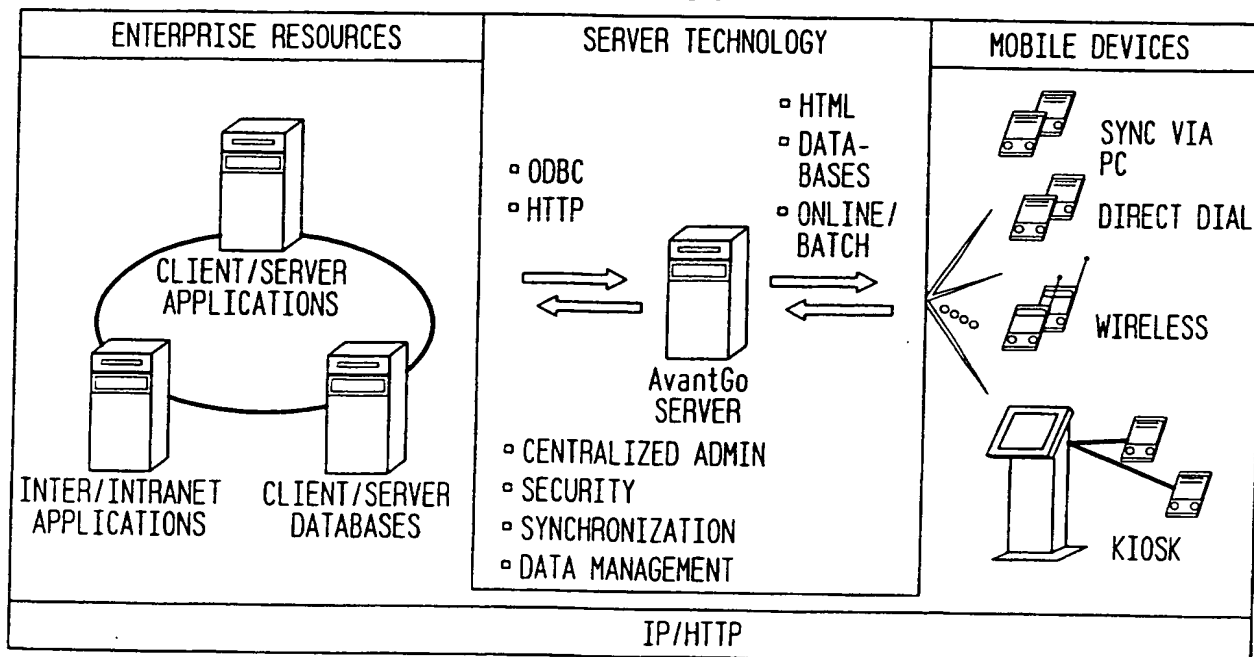 ENTERPRISE RESOURCES
CLIENT/SERVER
APPLICATIONS
INTER/INTRANET
APPLICATIONS
CLIENT/SERVER
DATABASES
SERVER TECHNOLOGY
▫ ODBC
▫ HTTP
▫ HTML
▫ DATA-
BASES
▫ ONLINE/
BATCH
AvantGo
SERVER
▫ CENTRALIZED ADMIN
▫ SECURITY
▫ SYNCHRONIZATION
▫ DATA MANAGEMENT
MOBILE DEVICES
SYNC VIA
PC
DIRECT DIAL
WIRELESS
KIOSK
IP/HTTP